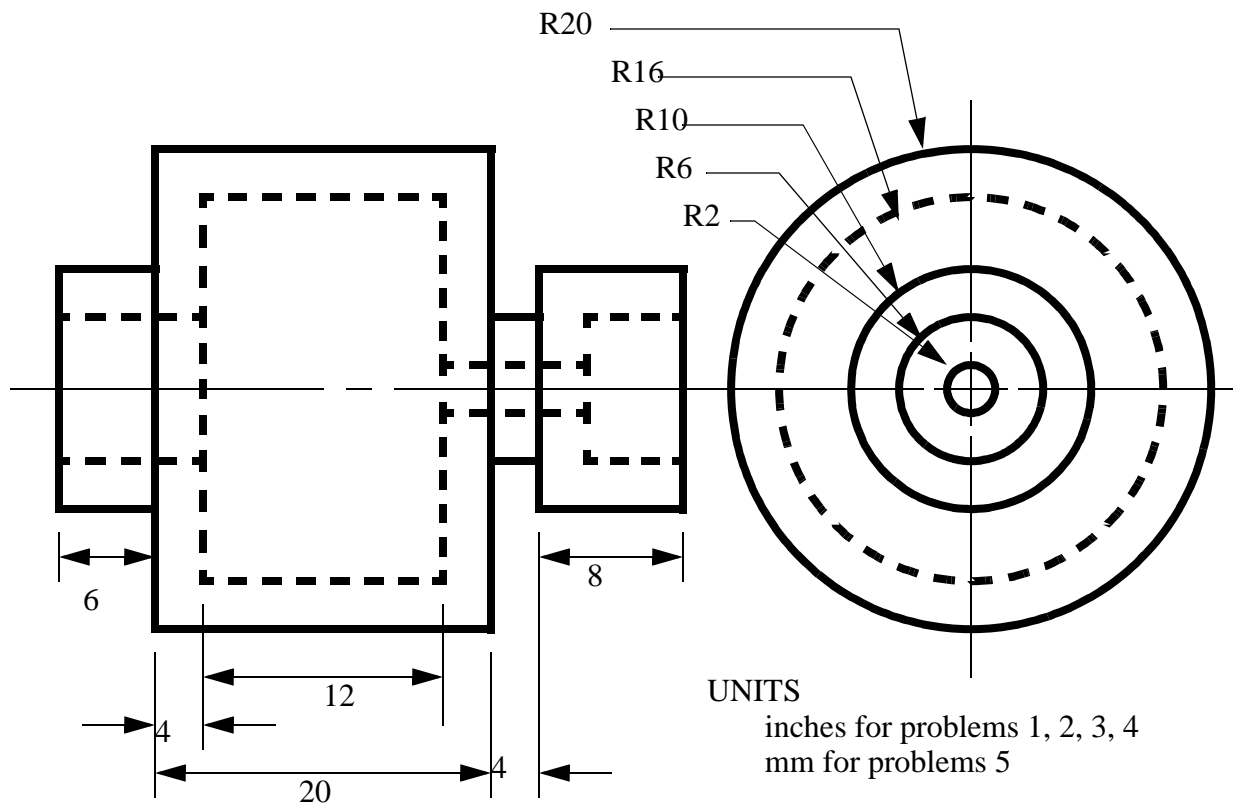 R20
R16
R10
R6
R2
6
8
12
4
20
4
UNITS
inches for problems 1, 2, 3, 4
mm for problems 5